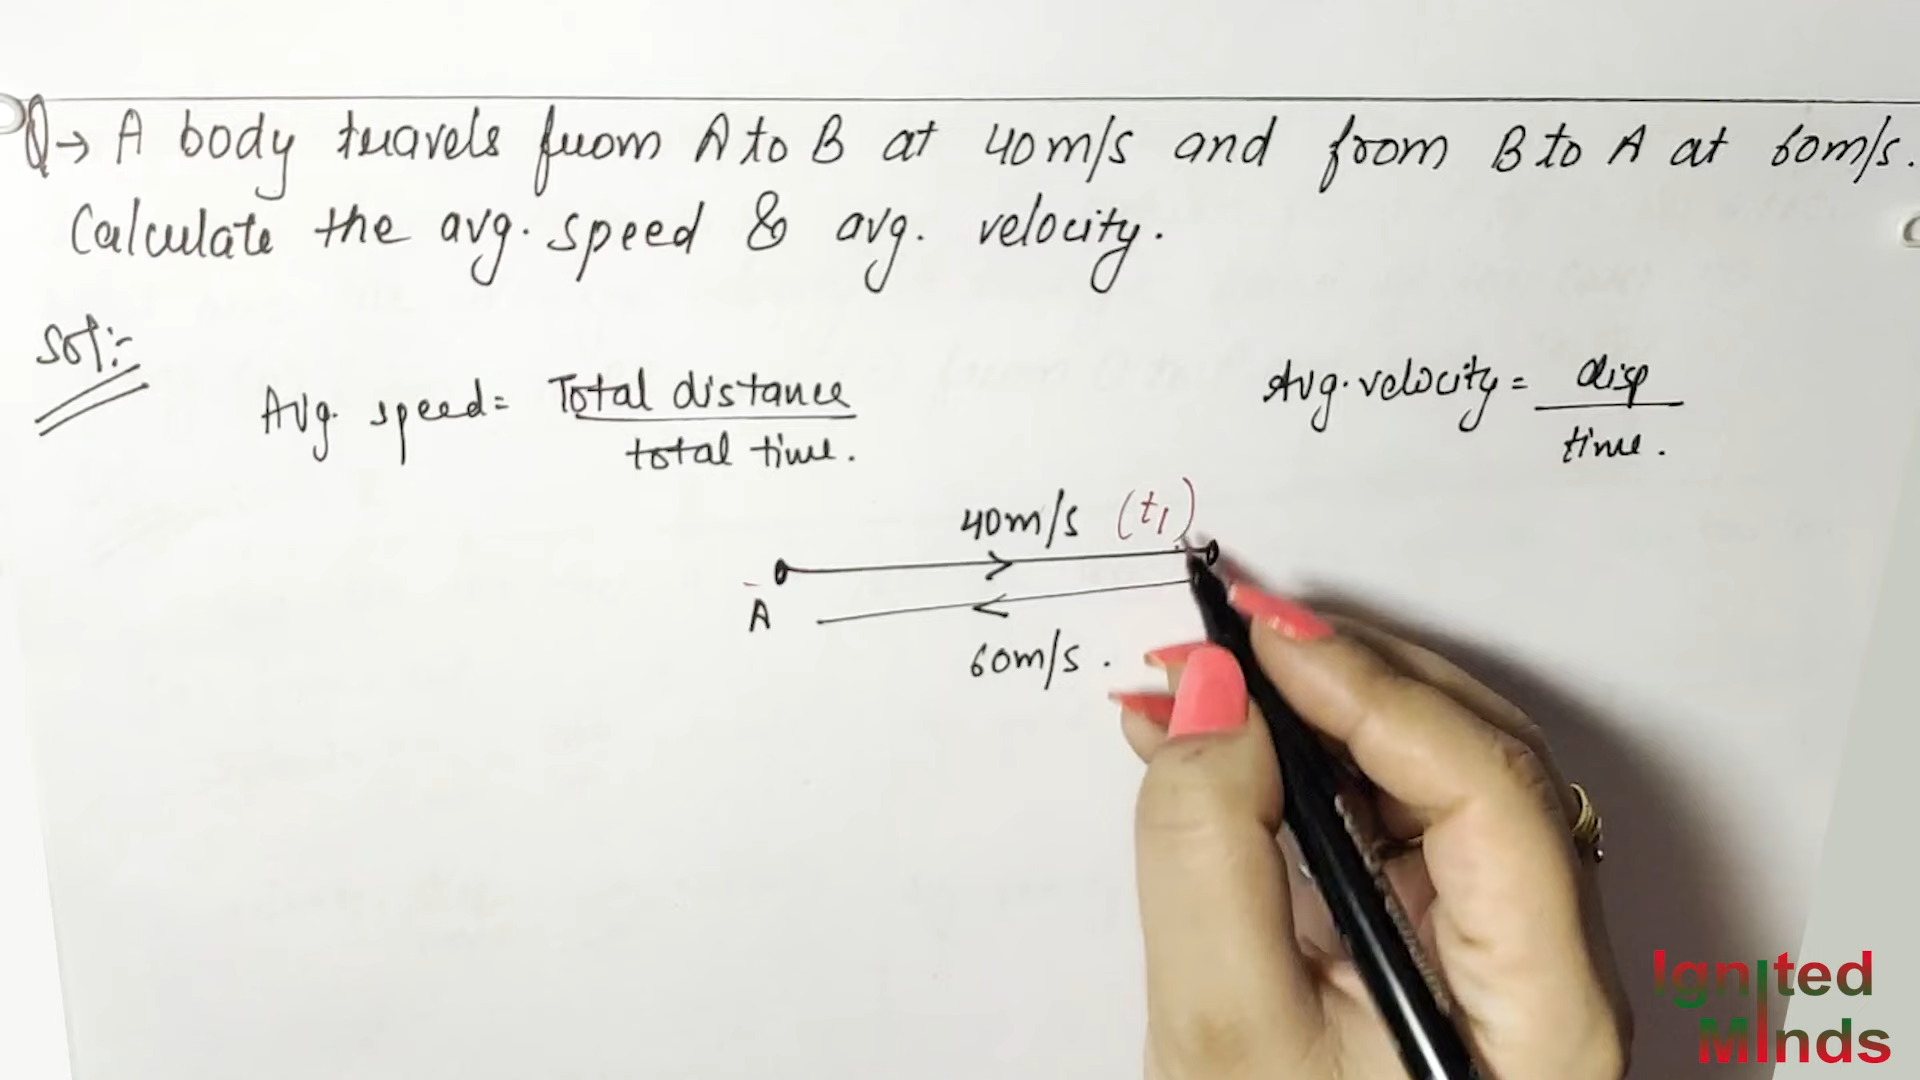 Q→ A body travels from A to B at 40m/s and from B to A at 60m/s.
Calculate the avg. speed & avg. velocity.
Sol:-
Avg. speed = Total distance / total time.
Avg. velocity = disp / time.
40m/s (t1)
A
60m/s.
Ignited
Minds